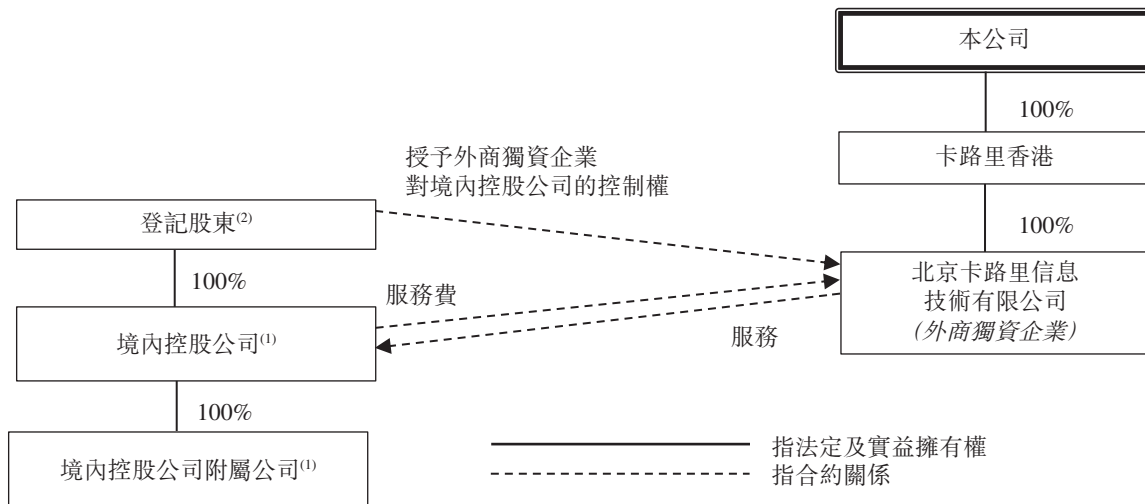 本公司
100%
卡路里香港
授予外商獨資企業
對境內控股公司的控制權
登記股東(2)
100%
100%
北京卡路里信息
技術有限公司
(外商獨資企業)
服務費
服務
境內控股公司(1)
100%
境內控股公司附屬公司(1)
指法定及實益擁有權
指合約關係